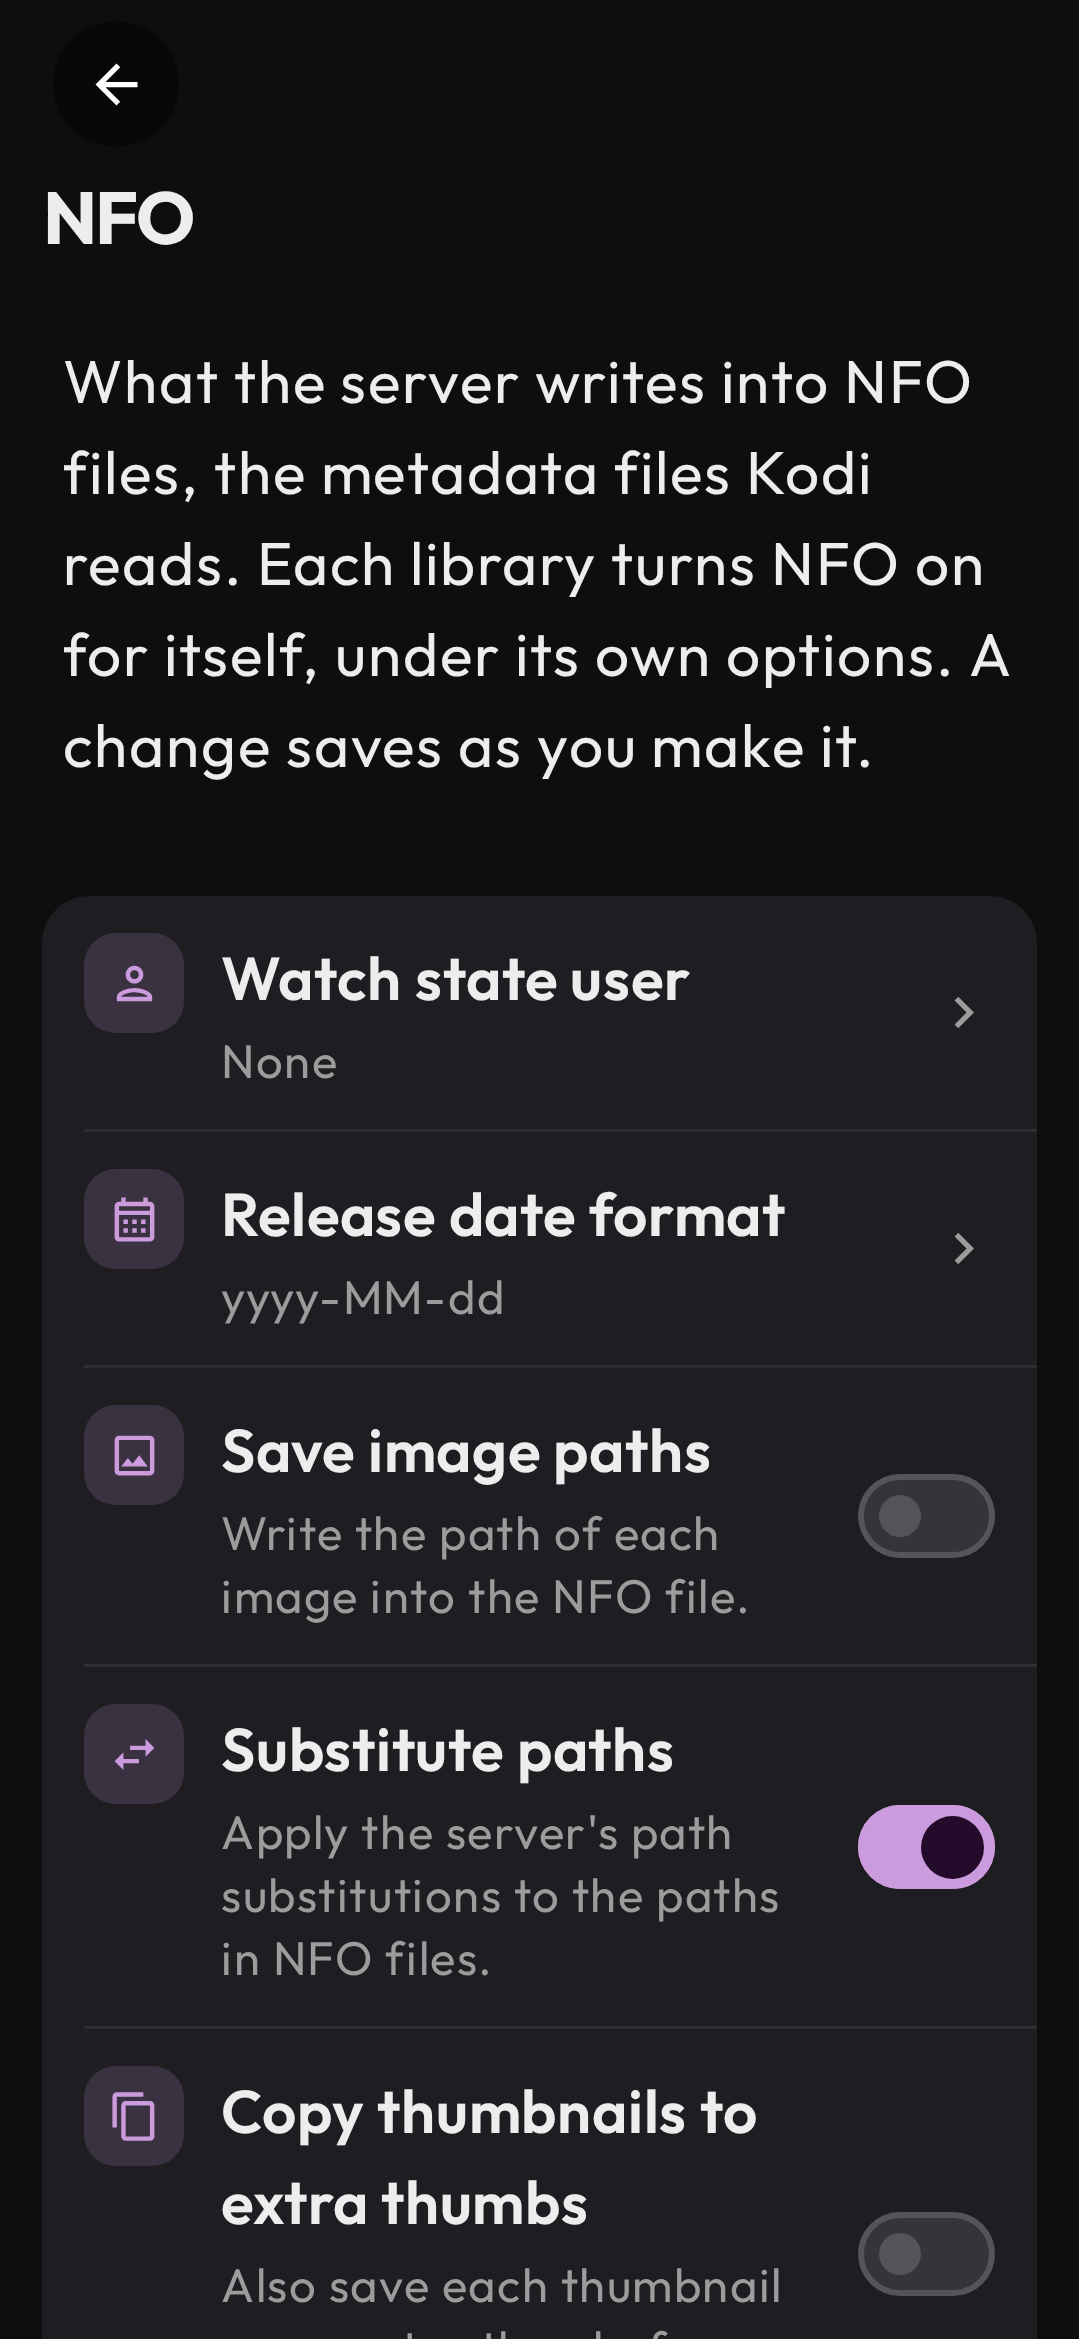 NFO
What the server writes into NFO
files, the metadata files Kodi
reads. Each library turns NFO on
for itself, under its own options. A
change saves as you make it.
Watch state user
None
Release date format
yyyy-MM-dd
Save image paths
Write the path of each
image into the NFO file.
Substitute paths
Apply the server's path
substitutions to the paths
in NFO files.
Copy thumbnails to
extra thumbs
Also save each thumbnail